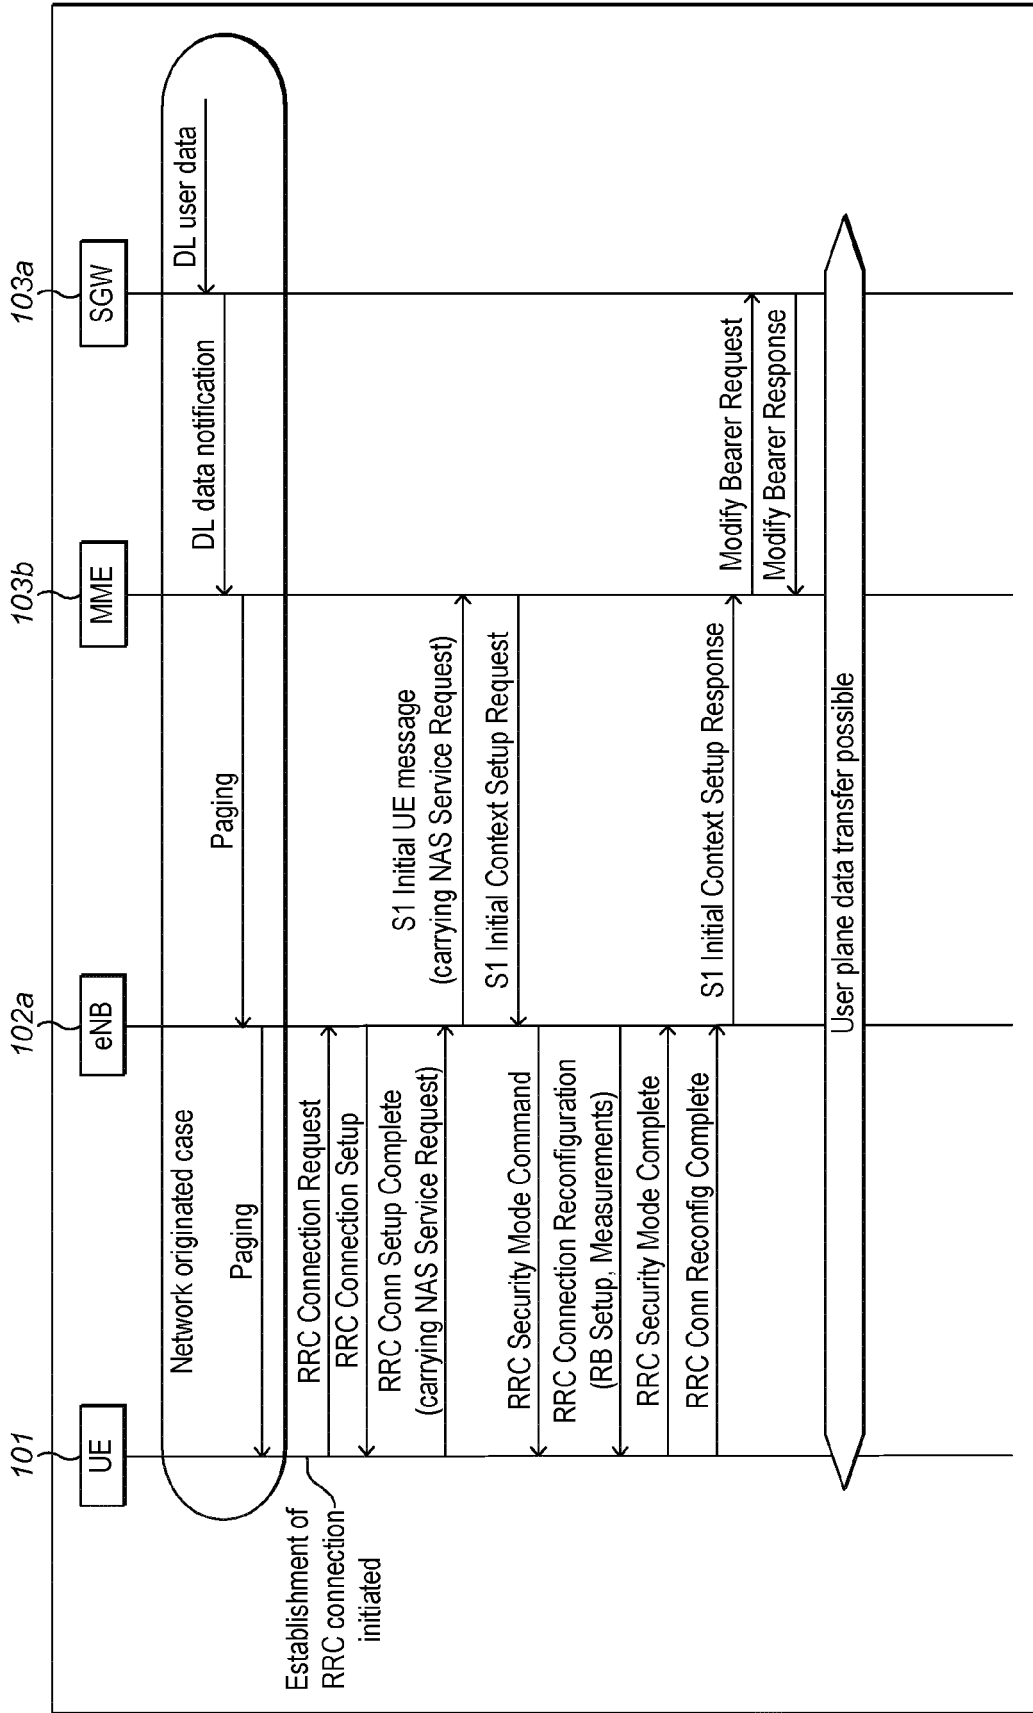 101
102a
103b
103a
UE
eNB
MME
SGW
Network originated case
DL user data
DL data notification
Paging
Paging
Establishment of
RRC connection
initiated
RRC Connection Request
RRC Connection Setup
RRC Conn Setup Complete
(carrying NAS Service Request)
S1 Initial UE message
(carrying NAS Service Request)
S1 Initial Context Setup Request
RRC Security Mode Command
RRC Connection Reconfiguration
(RB Setup, Measurements)
RRC Security Mode Complete
RRC Conn Reconfig Complete
S1 Initial Context Setup Response
Modify Bearer Request
Modify Bearer Response
User plane data transfer possible